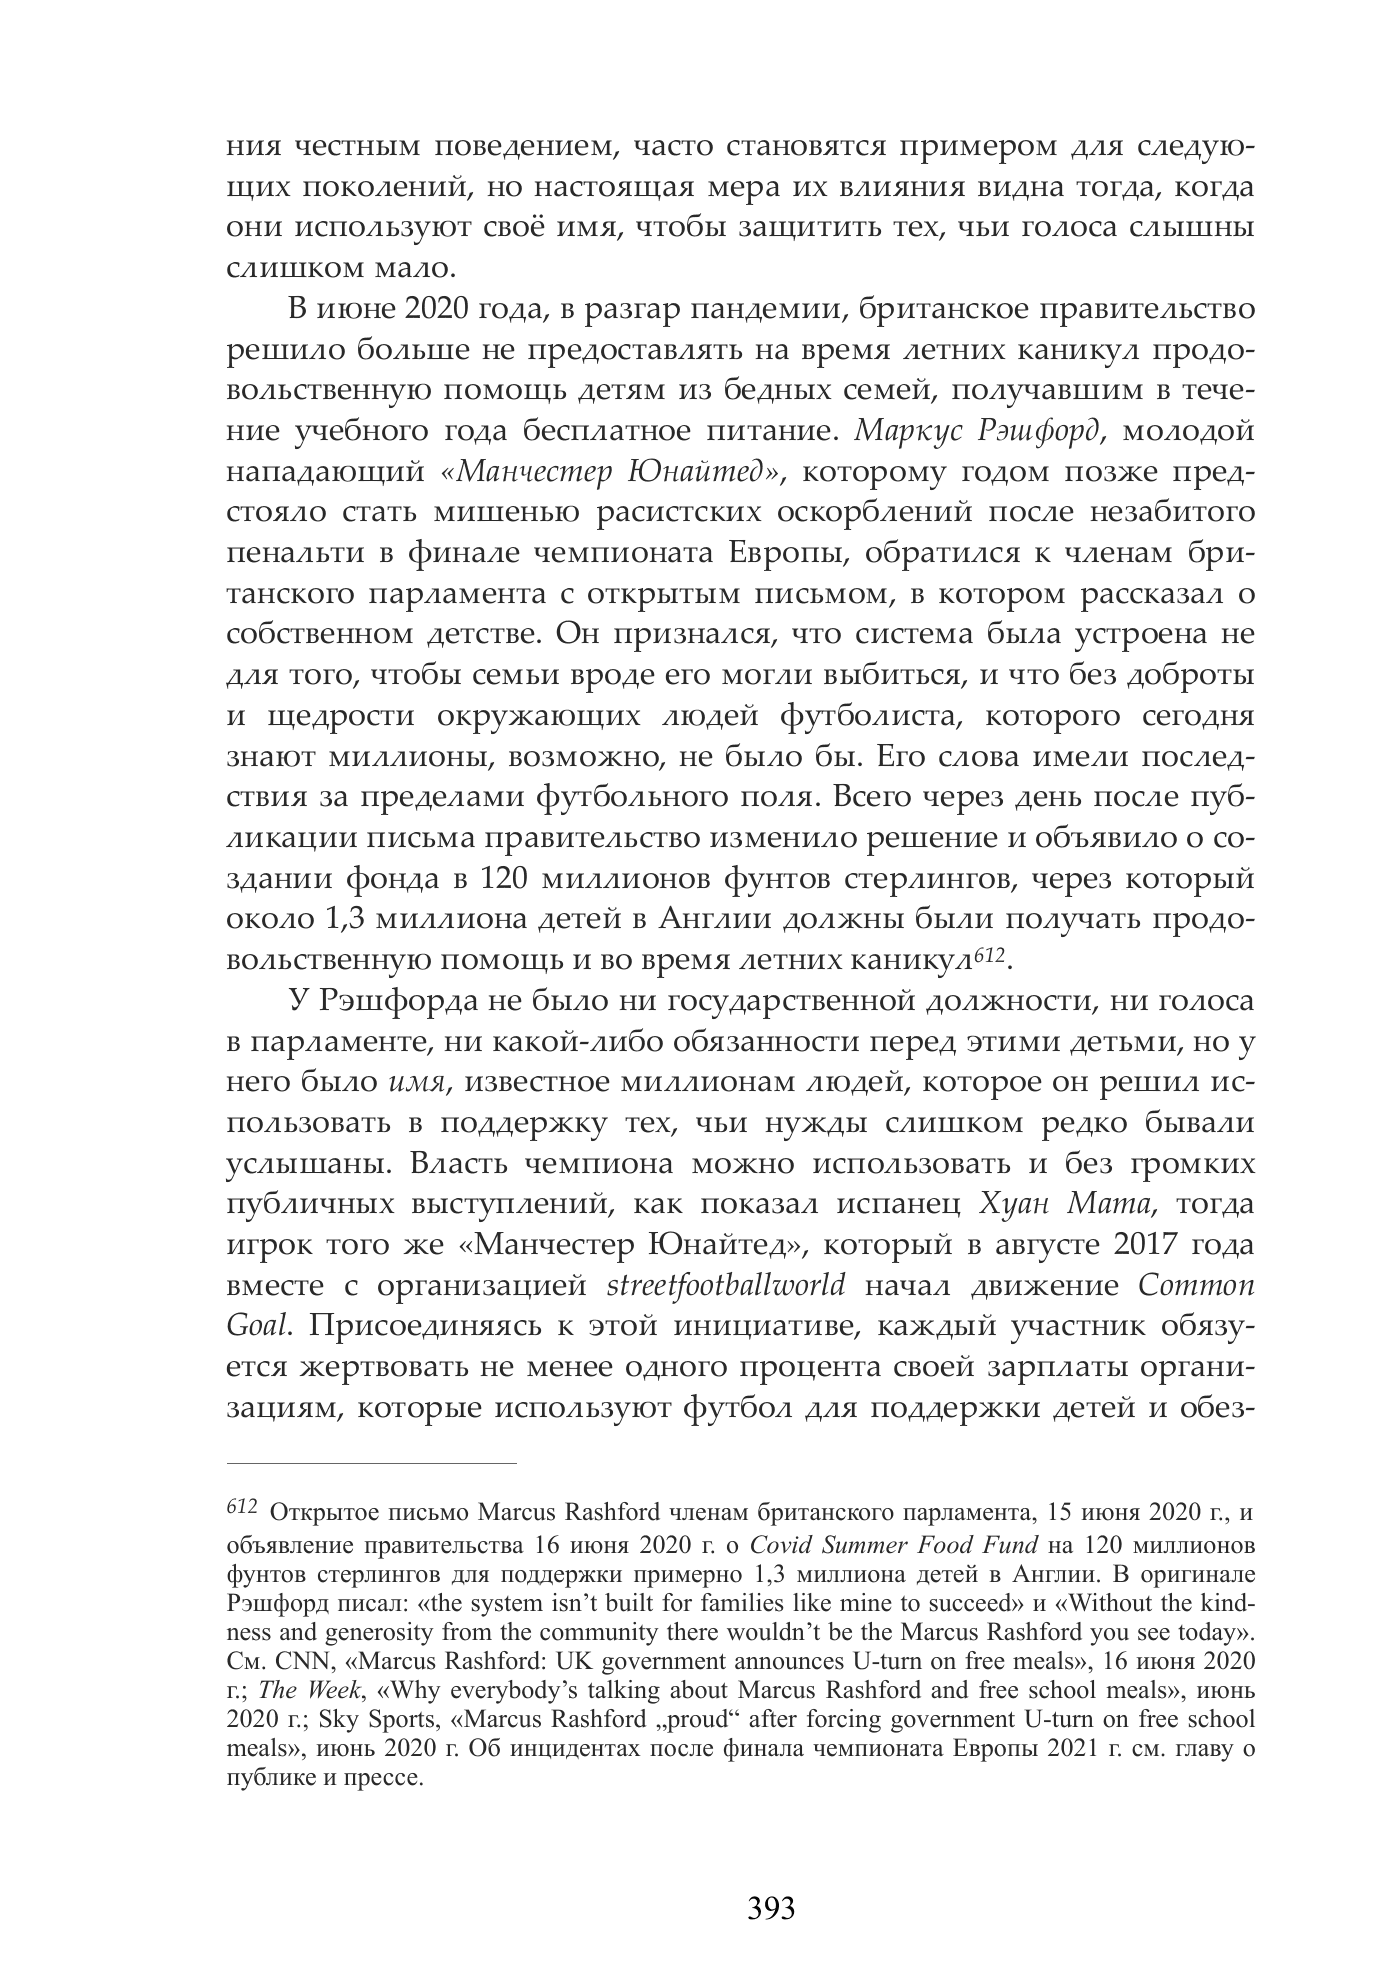 ния честным поведением, часто становятся примером для следую-
щих поколений, но настоящая мера их влияния видна тогда, когда
они используют своё имя, чтобы защитить тех, чьи голоса слышны
слишком мало.
В июне 2020 года, в разгар пандемии, британское правительство
решило больше не предоставлять на время летних каникул продо-
вольственную помощь детям из бедных семей, получавшим в тече-
ние учебного года бесплатное питание. Маркус Рэшфорд, молодой
нападающий «Манчестер Юнайтед», которому годом позже пред-
стояло стать мишенью расистских оскорблений после незабитого
пенальти в финале чемпионата Европы, обратился к членам бри-
танского парламента с открытым письмом, в котором рассказал о
собственном детстве. Он признался, что система была устроена не
для того, чтобы семьи вроде его могли выбиться, и что без доброты
и щедрости окружающих людей футболиста, которого сегодня
знают миллионы, возможно, не было бы. Его слова имели послед-
ствия за пределами футбольного поля. Всего через день после пуб-
ликации письма правительство изменило решение и объявило о со-
здании фонда в 120 миллионов фунтов стерлингов, через который
около 1,3 миллиона детей в Англии должны были получать продо-
вольственную помощь и во время летних каникул612.
У Рэшфорда не было ни государственной должности, ни голоса
в парламенте, ни какой-либо обязанности перед этими детьми, но у
него было имя, известное миллионам людей, которое он решил ис-
пользовать в поддержку тех, чьи нужды слишком редко бывали
услышаны. Власть чемпиона можно использовать и без громких
публичных выступлений, как показал испанец Хуан Мата, тогда
игрок того же «Манчестер Юнайтед», который в августе 2017 года
вместе с организацией streetfootballworld начал движение Common
Goal. Присоединяясь к этой инициативе, каждый участник обязу-
ется жертвовать не менее одного процента своей зарплаты органи-
зациям, которые используют футбол для поддержки детей и обез-
612 Открытое письмо Marcus Rashford членам британского парламента, 15 июня 2020 г., и
объявление правительства 16 июня 2020 г. о Covid Summer Food Fund на 120 миллионов
фунтов стерлингов для поддержки примерно 1,3 миллиона детей в Англии. В оригинале
Рэшфорд писал: «the system isn’t built for families like mine to succeed» и «Without the kind-
ness and generosity from the community there wouldn’t be the Marcus Rashford you see today».
См. CNN, «Marcus Rashford: UK government announces U-turn on free meals», 16 июня 2020
г.; The Week, «Why everybody’s talking about Marcus Rashford and free school meals», июнь
2020 г.; Sky Sports, «Marcus Rashford „proud“ after forcing government U-turn on free school
meals», июнь 2020 г. Об инцидентах после финала чемпионата Европы 2021 г. см. главу о
публике и прессе.
393